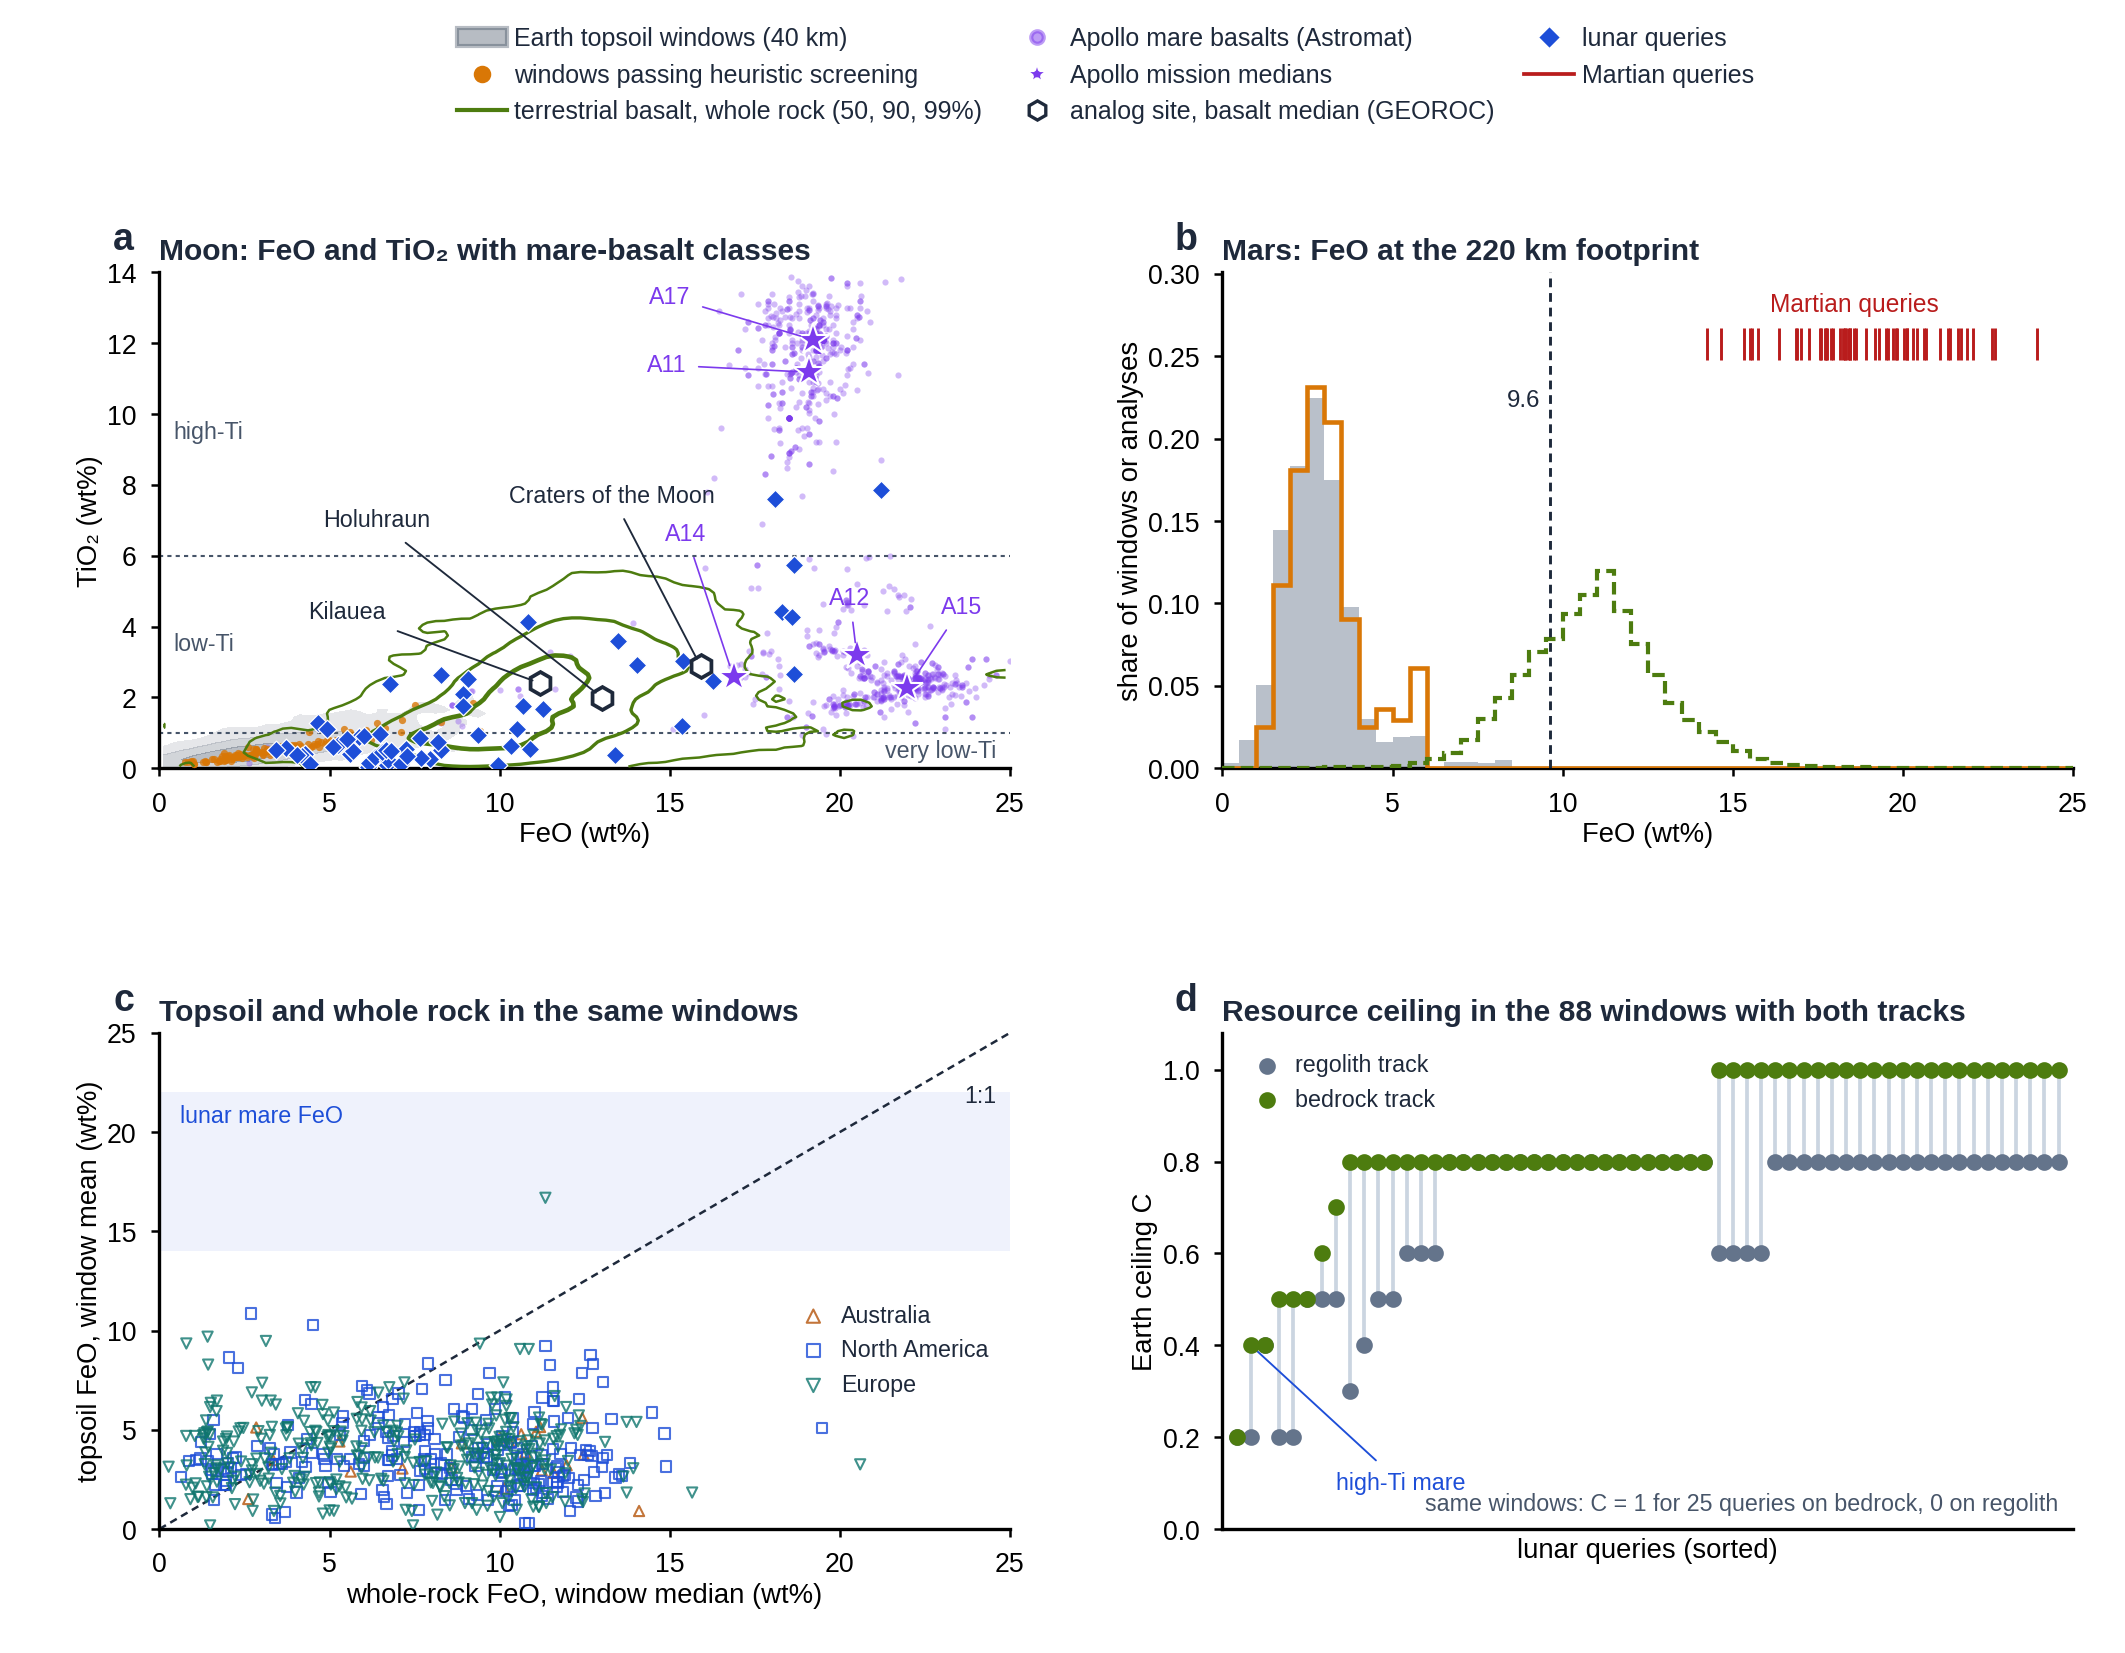 Earth topsoil windows (40 km)
windows passing heuristic screening
terrestrial basalt, whole rock (50, 90, 99%)
Apollo mare basalts (Astromat)
Apollo mission medians
analog site, basalt median (GEOROC)
lunar queries
Martian queries
a
Moon: FeO and TiO₂ with mare-basalt classes
14
12
10
8
6
4
2
0
TiO₂ (wt%)
high-Ti
low-Ti
very low-Ti
A17
A11
Craters of the Moon
Holuhraun
A14
Kilauea
A12
A15
0
5
10
15
20
25
FeO (wt%)
b
Mars: FeO at the 220 km footprint
0.30
0.25
0.20
0.15
0.10
0.05
0.00
share of windows or analyses
Martian queries
9.6
0
5
10
15
20
25
FeO (wt%)
c
Topsoil and whole rock in the same windows
25
20
15
10
5
0
topsoil FeO, window mean (wt%)
lunar mare FeO
1:1
Australia
North America
Europe
0
5
10
15
20
25
whole-rock FeO, window median (wt%)
d
Resource ceiling in the 88 windows with both tracks
1.0
0.8
0.6
0.4
0.2
0.0
Earth ceiling C
regolith track
bedrock track
high-Ti mare
same windows: C = 1 for 25 queries on bedrock, 0 on regolith
lunar queries (sorted)